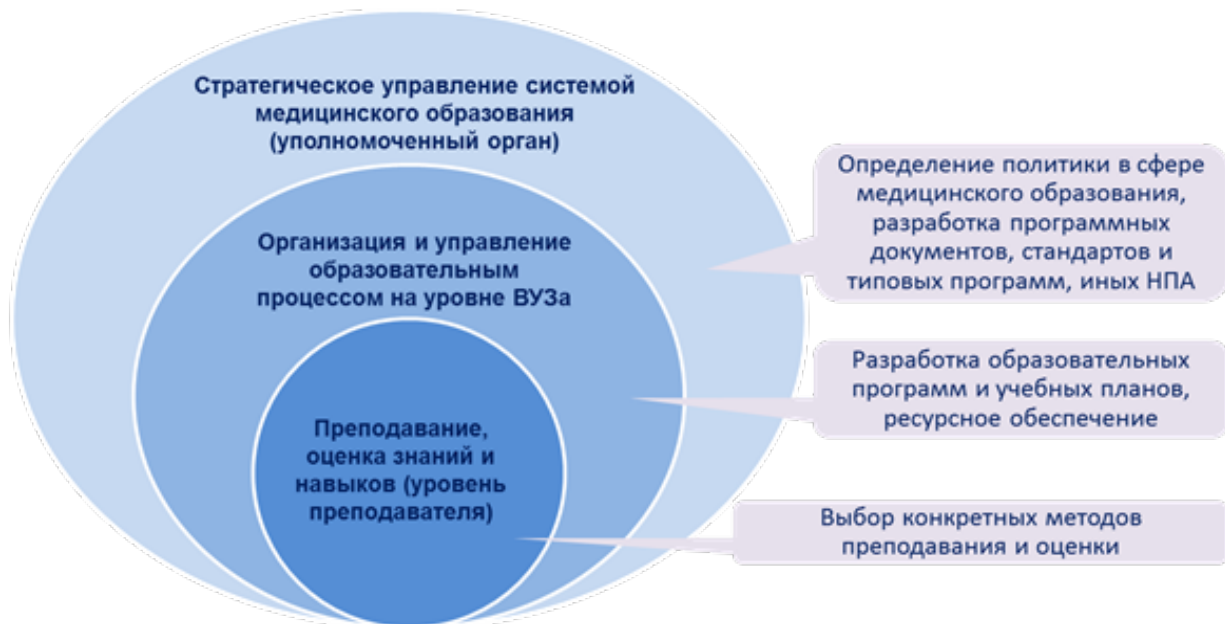 Стратегическое управление системой
медицинского образования
(уполномоченный орган)
Определение политики в сфере
медицинского образования,
разработка программных
документов, стандартов и
типовых программ, иных НПА
Организация и управление
образовательным
процессом на уровне ВУЗа
Разработка образовательных
программ и учебных планов,
ресурсное обеспечение
Преподавание,
оценка знаний и
навыков (уровень
преподавателя)
Выбор конкретных методов
преподавания и оценки